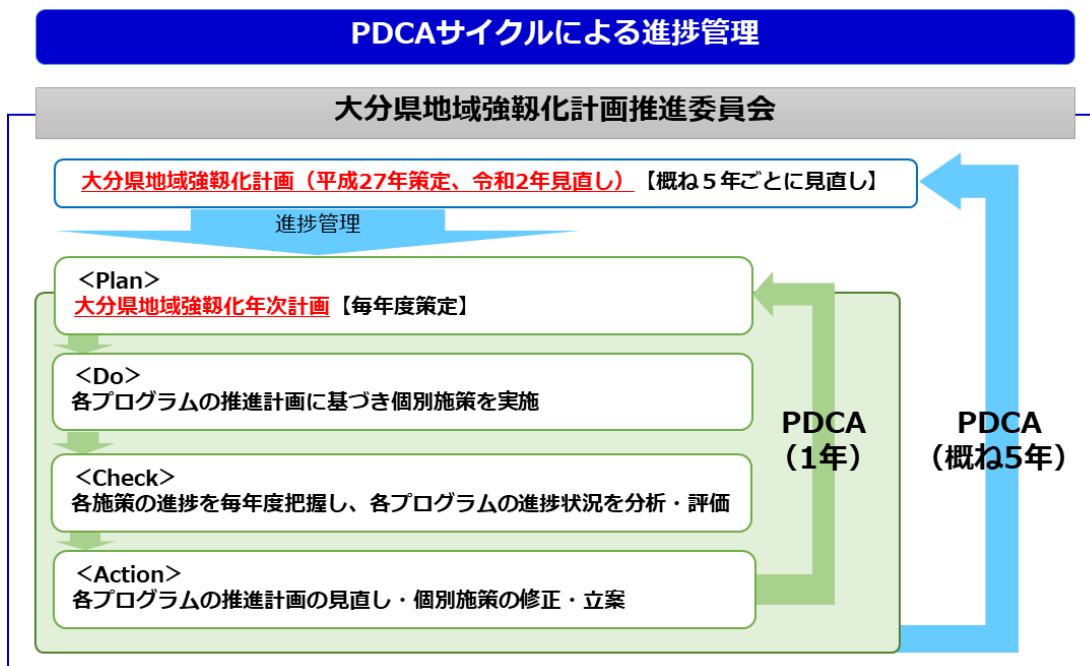 PDCAサイクルによる進捗管理
大分県地域強靱化計画推進委員会
大分県地域強靱化計画（平成27年策定、令和2年見直し）【概ね５年ごとに見直し】
進捗管理
＜Plan＞
大分県地域強靱化年次計画【毎年度策定】
＜Do＞
各プログラムの推進計画に基づき個別施策を実施
＜Check＞
各施策の進捗を毎年度把握し、各プログラムの進捗状況を分析・評価
＜Action＞
各プログラムの推進計画の見直し・個別施策の修正・立案
PDCA
（1年）
PDCA
（概ね5年）